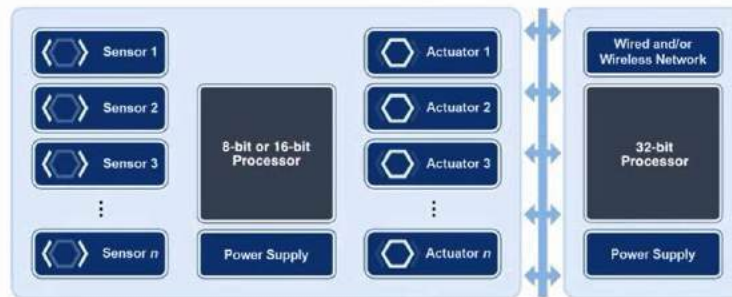 Sensor 1
Sensor 2
Sensor 3
Sensor n
8-bit or 16-bit
Processor
Power Supply
Actuator 1
Actuator 2
Actuator 3
Actuator n
Wired and/or
Wireless Network
32-bit
Processor
Power Supply